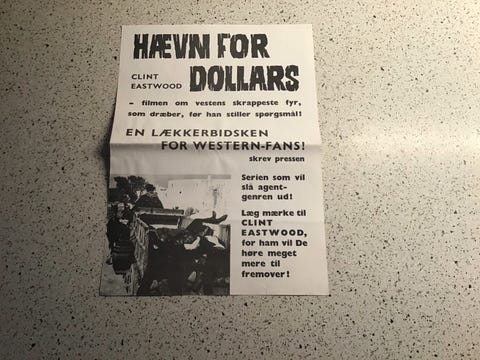 HÆVN FOR
CLINT
EASTWOOD
DOLLARS
– filmen om vestens skrappeste fyr,
som dræber, før han stiller spørgsmål!
EN LÆKKERBIDSKEN
FOR WESTERN-FANS!
skrev pressen
Serien som vil
slå agent-
genren ud!
Læg mærke til
CLINT
EASTWOOD,
for ham vil De
høre meget
mere til
fremover!